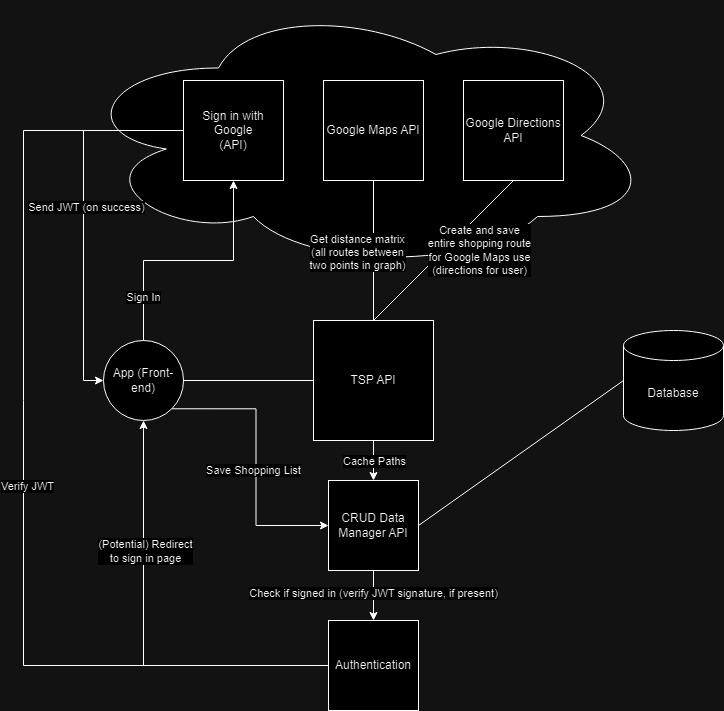 Sign in with
Google
(API)
Google Maps API
Google Directions
API
Send JWT (on success)
Get distance matrix
(all routes between
two points in graph)
Create and save
entire shopping route
for Google Maps use
(directions for user)
Sign In
App (Front-
end)
TSP API
Database
Cache Paths
Save Shopping List
Verify JWT
CRUD Data
Manager API
(Potential) Redirect
to sign in page
Check if signed in (verify JWT signature, if present)
Authentication